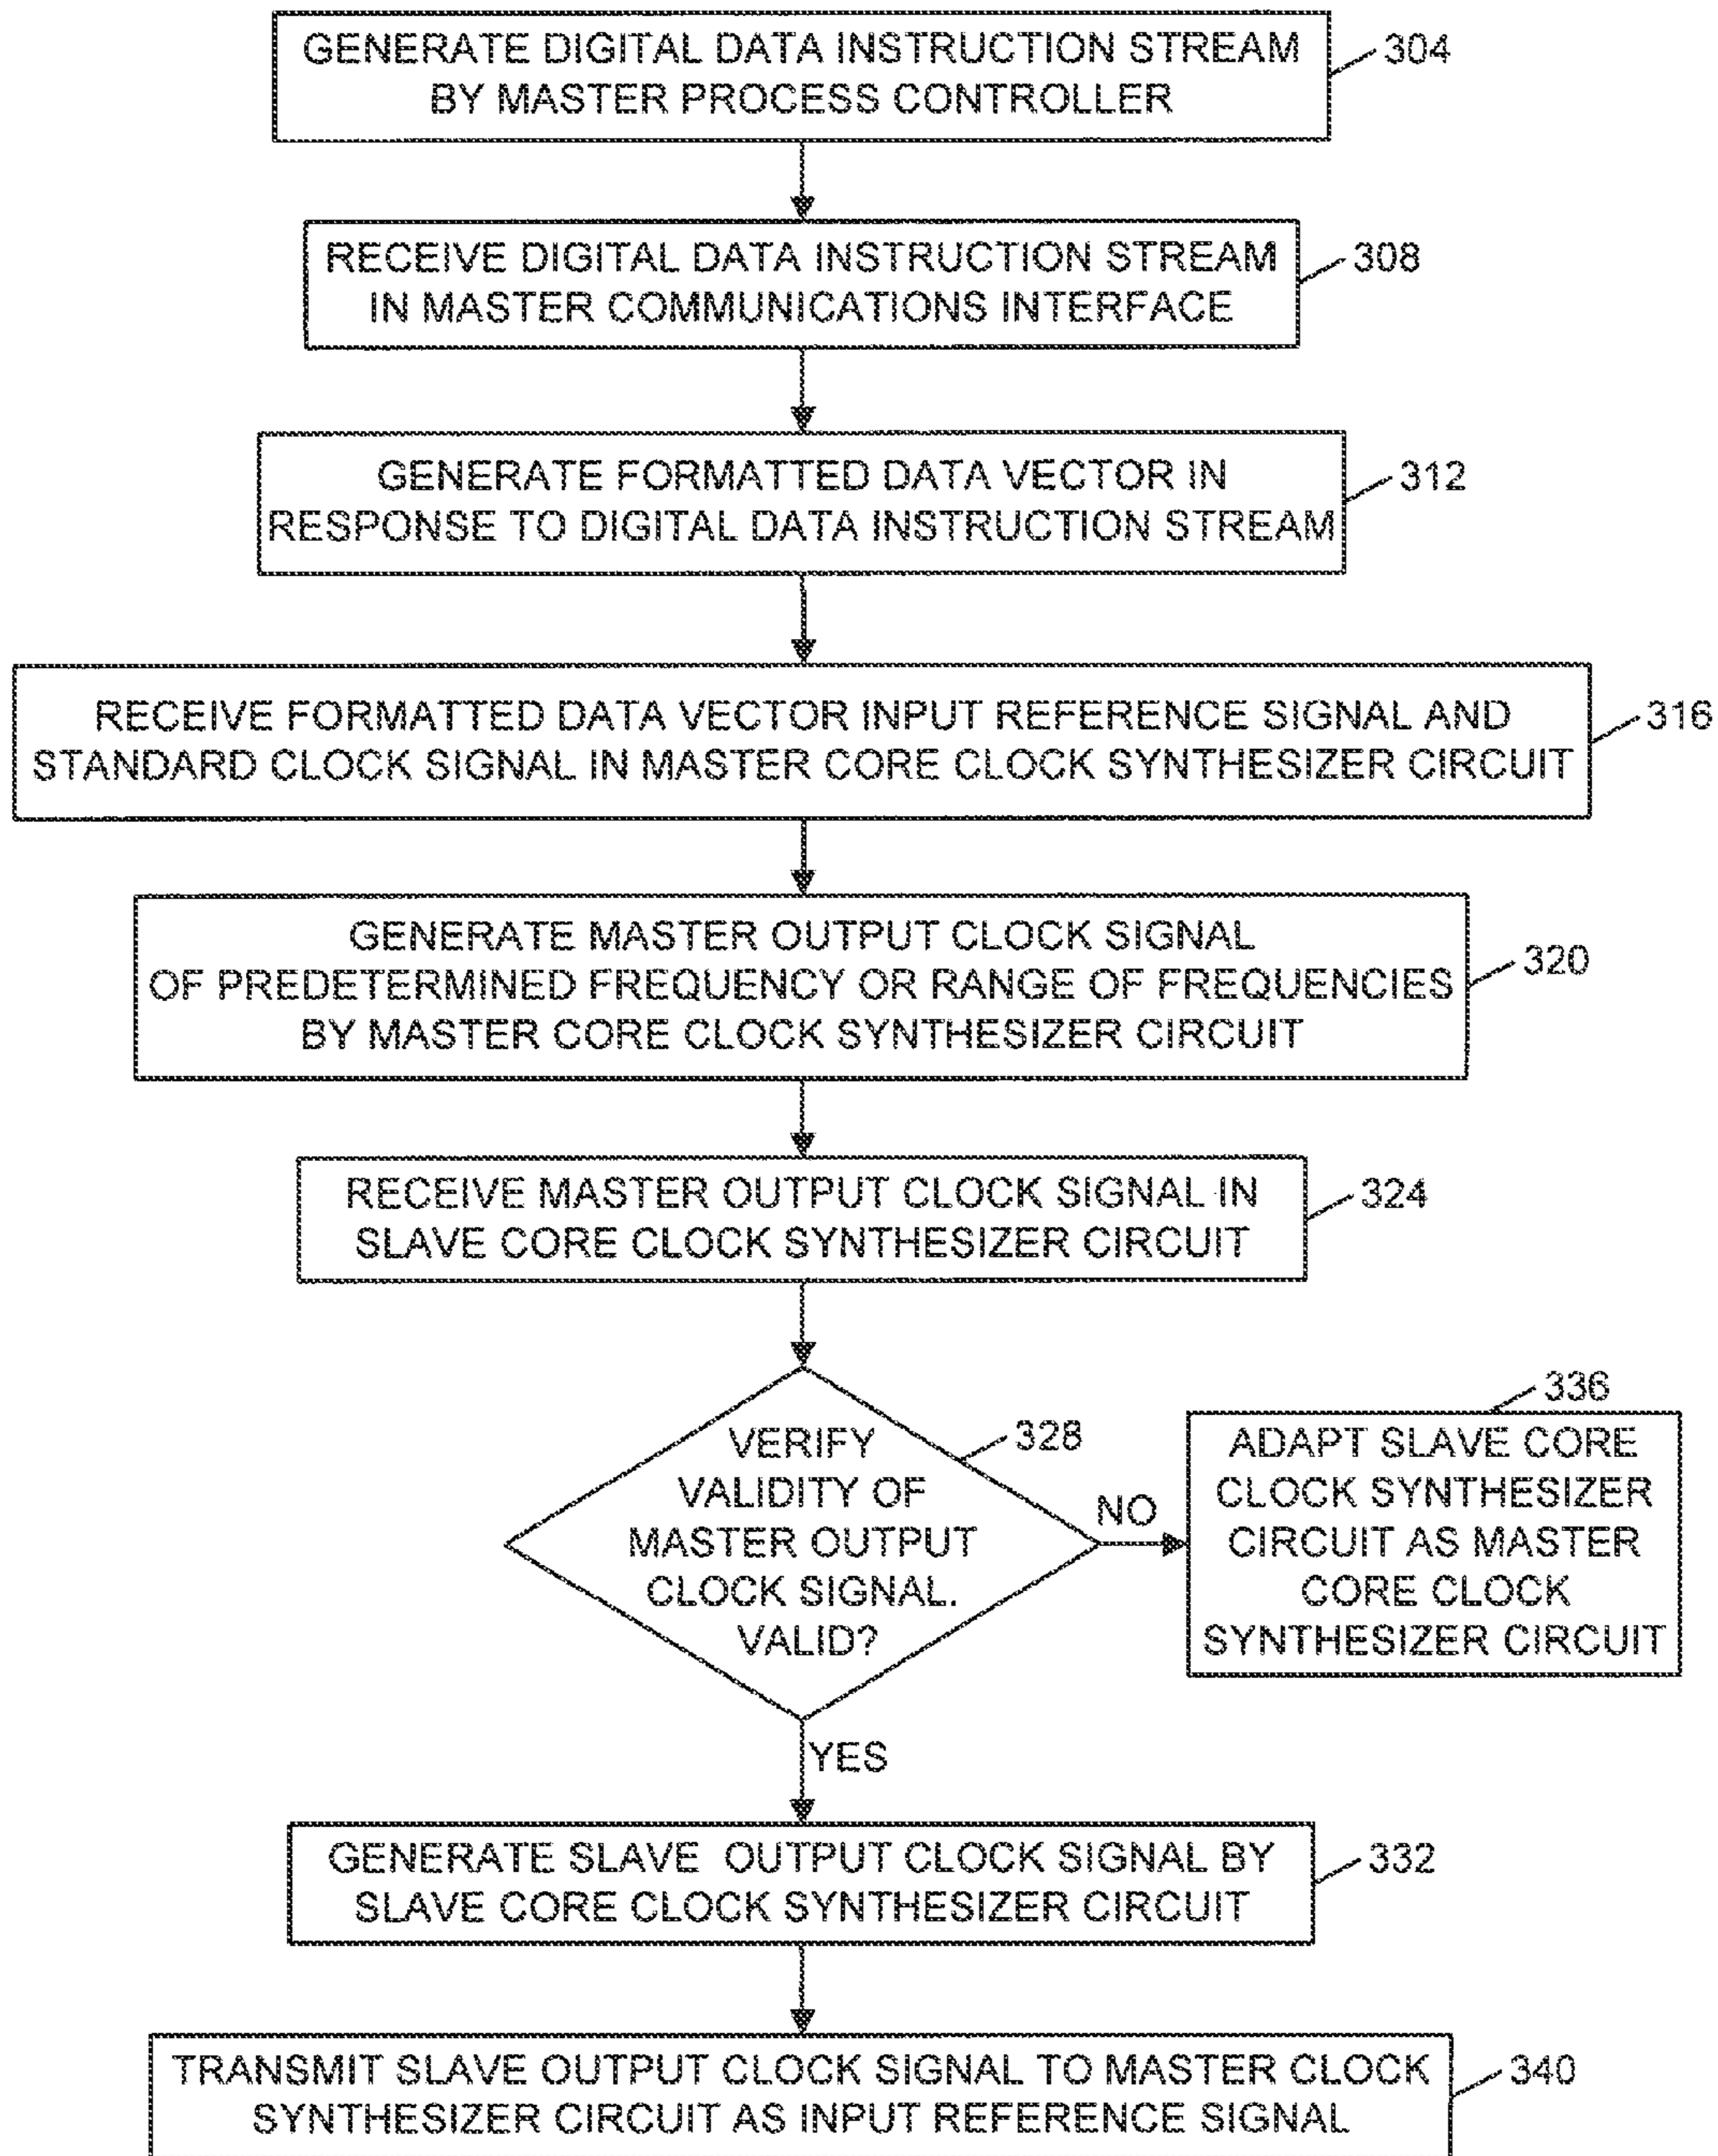 GENERATE DIGITAL DATA INSTRUCTION STREAM
BY MASTER PROCESS CONTROLLER
304
RECEIVE DIGITAL DATA INSTRUCTION STREAM
IN MASTER COMMUNICATIONS INTERFACE
308
GENERATE FORMATTED DATA VECTOR IN
RESPONSE TO DIGITAL DATA INSTRUCTION STREAM
312
RECEIVE FORMATTED DATA VECTOR INPUT REFERENCE SIGNAL AND
STANDARD CLOCK SIGNAL IN MASTER CORE CLOCK SYNTHESIZER CIRCUIT
316
GENERATE MASTER OUTPUT CLOCK SIGNAL
OF PREDETERMINED FREQUENCY OR RANGE OF FREQUENCIES
BY MASTER CORE CLOCK SYNTHESIZER CIRCUIT
320
RECEIVE MASTER OUTPUT CLOCK SIGNAL IN
SLAVE CORE CLOCK SYNTHESIZER CIRCUIT
324
VERIFY
VALIDITY OF
MASTER OUTPUT
CLOCK SIGNAL.
VALID?
328
NO
336
ADAPT SLAVE CORE
CLOCK SYNTHESIZER
CIRCUIT AS MASTER
CORE CLOCK
SYNTHESIZER CIRCUIT
YES
GENERATE SLAVE OUTPUT CLOCK SIGNAL BY
SLAVE CORE CLOCK SYNTHESIZER CIRCUIT
332
TRANSMIT SLAVE OUTPUT CLOCK SIGNAL TO MASTER CLOCK
SYNTHESIZER CIRCUIT AS INPUT REFERENCE SIGNAL
340